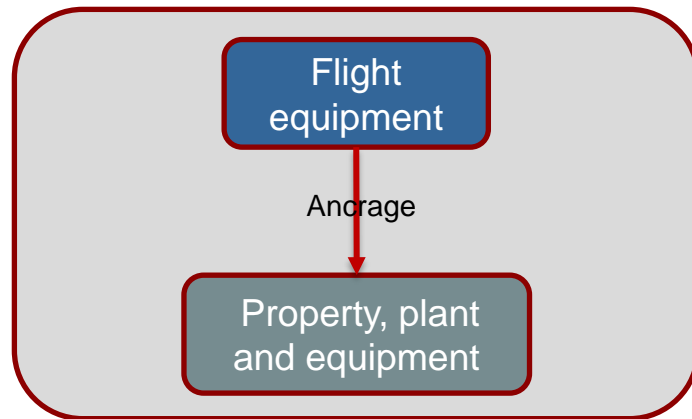 Flight
equipment
Ancrage
Property, plant
and equipment